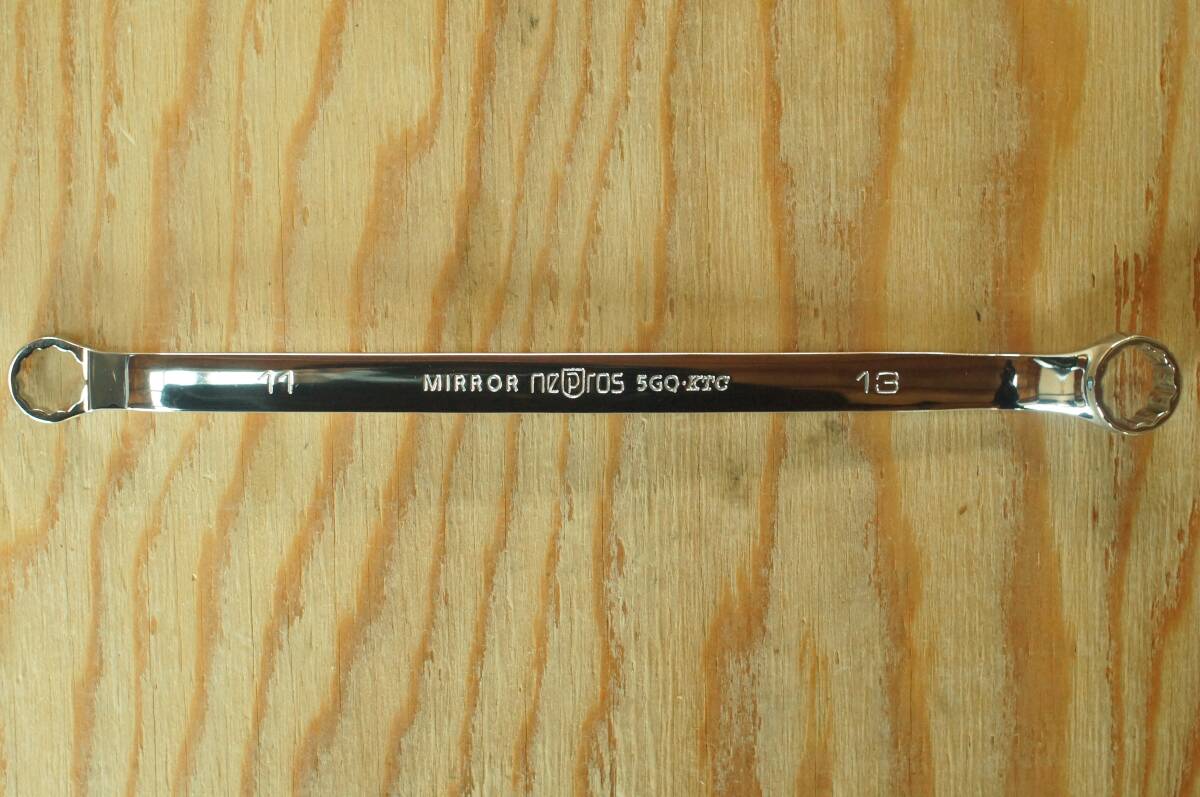 11 MIRROR nepros 5GQ·KTC 13